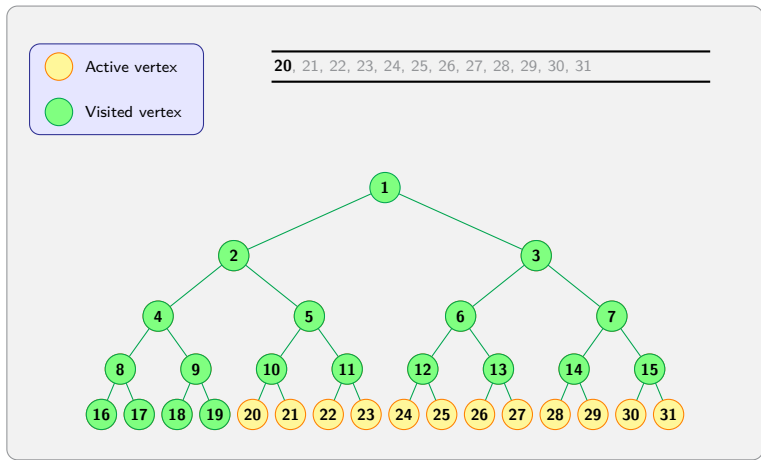 Active vertex
Visited vertex
20, 21, 22, 23, 24, 25, 26, 27, 28, 29, 30, 31
1
2 3
4 5 6 7
8 9 10 11 12 13 14 15
16 17 18 19 20 21 22 23 24 25 26 27 28 29 30 31